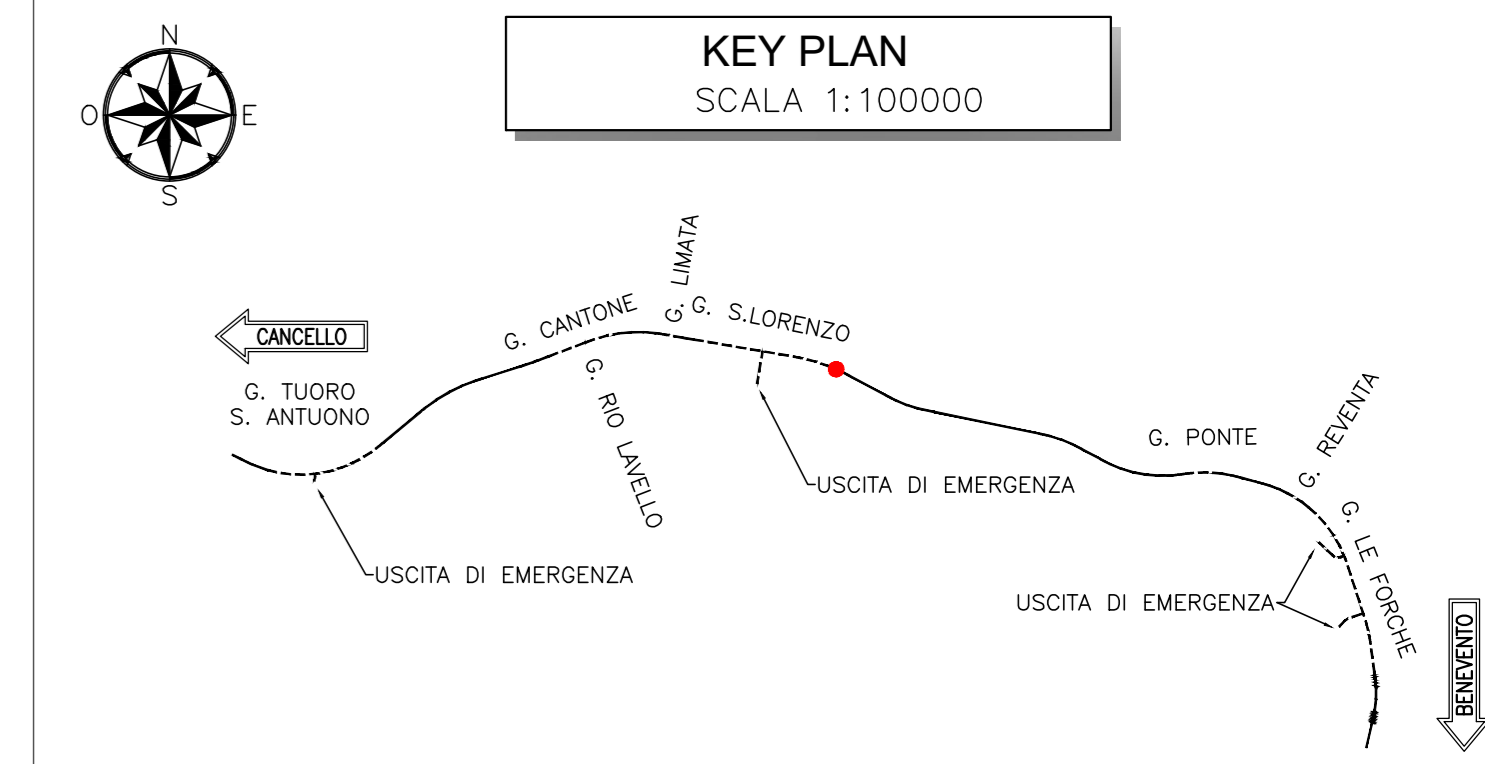 N
O
E
S
KEY PLAN
SCALA 1:100000
CANCELLO
G. TUORO
S. ANTUONO
G. CANTONE
G. RIO LAVELLO
G. LIMATA
G. S.LORENZO
USCITA DI EMERGENZA
USCITA DI EMERGENZA
G. PONTE
G. REVENTA
G. LE FORCHE
USCITA DI EMERGENZA
BENEVENTO